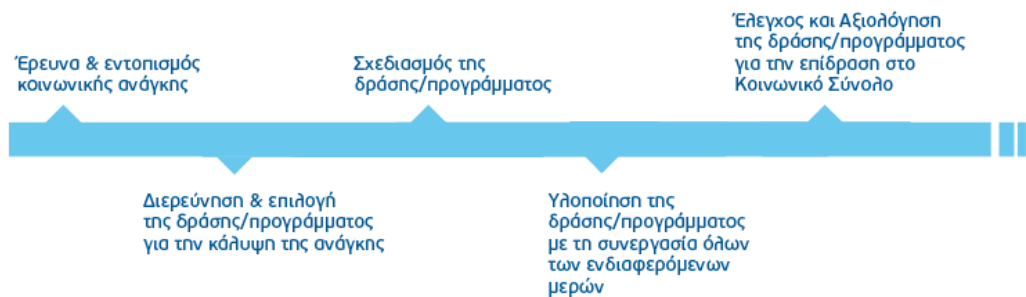 Έρευνα & εντοπισμός
κοινωνικής ανάγκης
Διερεύνηση & επιλογή
της δράσης/προγράμματος
για την κάλυψη της ανάγκης
Σχεδιασμός της
δράσης/προγράμματος
Υλοποίηση της
δράσης/προγράμματος
με τη συνεργασία όλων
των ενδιαφερόμενων
μερών
Έλεγχος και Αξιολόγηση
της δράσης/προγράμματος
για την επίδραση στο
Κοινωνικό Σύνολο